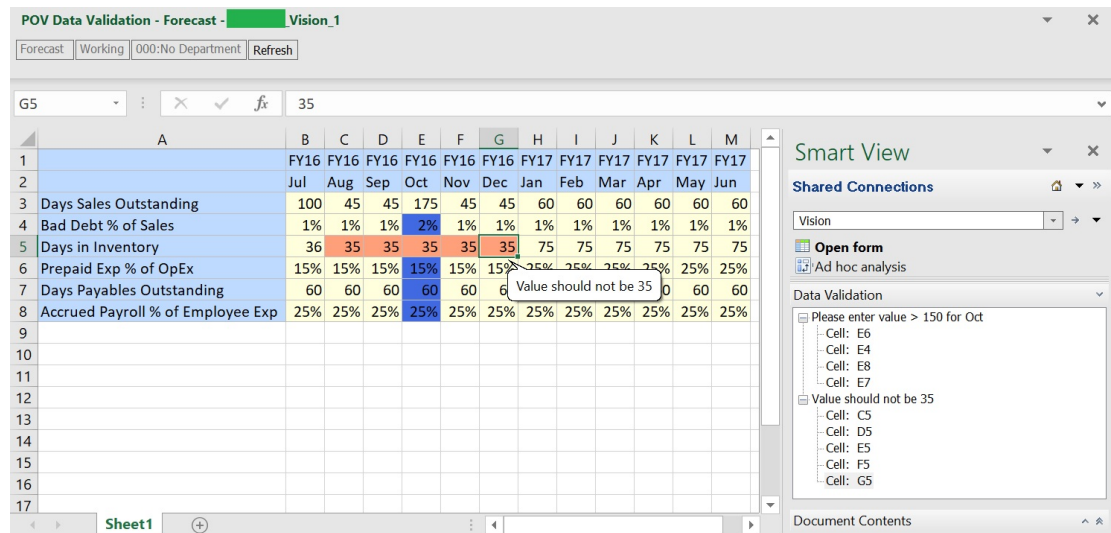 POV Data Validation - Forecast - _Vision_1
Forecast Working 000:No Department Refresh
G5 fx 35
A B C D E F G H I J K L M
1 FY16 FY16 FY16 FY16 FY16 FY16 FY17 FY17 FY17 FY17 FY17 FY17
2 Jul Aug Sep Oct Nov Dec Jan Feb Mar Apr May Jun
3 Days Sales Outstanding 100 45 45 175 45 45 60 60 60 60 60 60
4 Bad Debt % of Sales 1% 1% 1% 2% 1% 1% 1% 1% 1% 1% 1% 1%
5 Days in Inventory 36 35 35 35 35 35 75 75 75 75 75 75
6 Prepaid Exp % of OpEx 15% 15% 15% 15% 15% 15% 25% 25% 25% 25% 25% 25%
Value should not be 35
7 Days Payables Outstanding 60 60 60 60 60 6 0 60 60
8 Accrued Payroll % of Employee Exp 25% 25% 25% 25% 25% 25% 25% 25% 25% 25% 25% 25%
9
10
11
12
13
14
15
16
17
Sheet1
Smart View
Shared Connections
Vision
Open form
Ad hoc analysis
Data Validation
Please enter value > 150 for Oct
Cell: E6
Cell: E4
Cell: E8
Cell: E7
Value should not be 35
Cell: C5
Cell: D5
Cell: E5
Cell: F5
Cell: G5
Document Contents